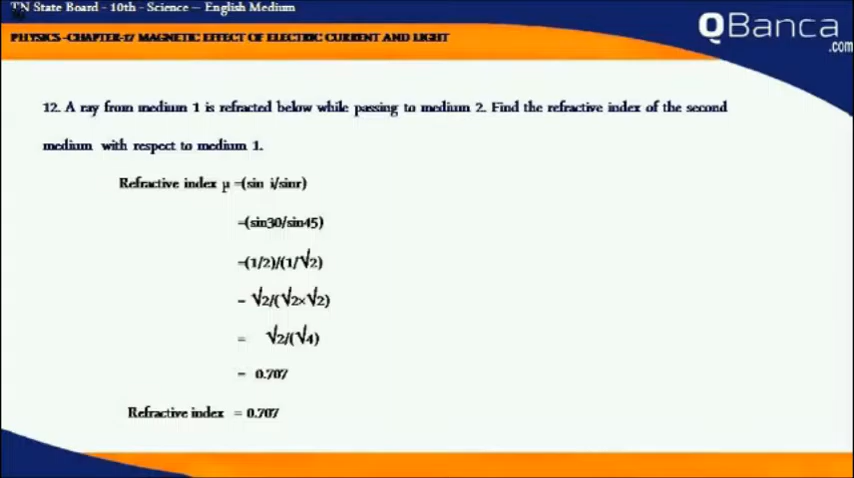 TN State Board - 10th - Science – English Medium
QBanca
.com
PHYSICS -CHAPTER-17 MAGNETIC EFFECT OF ELECTRIC CURRENT AND LIGHT
12. A ray from medium 1 is refracted below while passing to medium 2. Find the refractive index of the second
medium with respect to medium 1.
Refractive index µ =(sin i/sinr)
=(sin30/sin45)
=(1/2)/(1/√2)
= √2/(√2×√2)
= √2/(√4)
= 0.707
Refractive index = 0.707